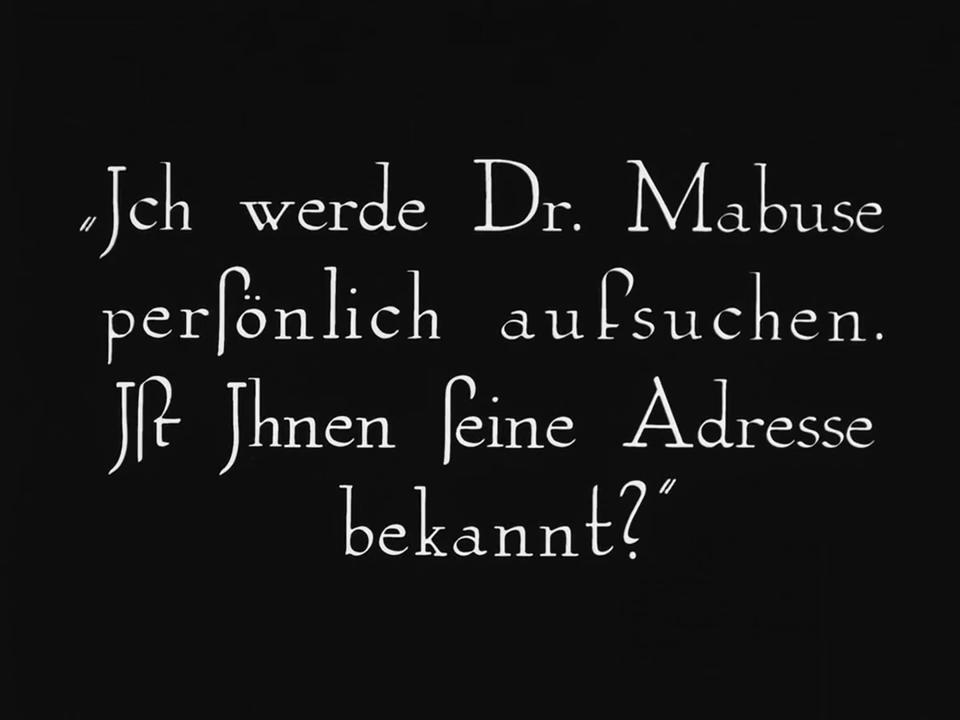 „Ich werde Dr. Mabuse
perſönlich aufsuchen.
Iſt Ihnen ſeine Adresse
bekannt?“